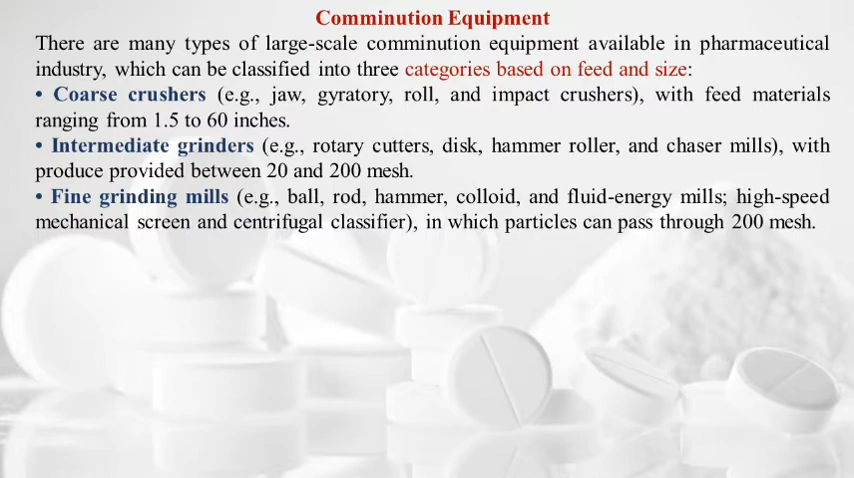 Comminution Equipment
There are many types of large-scale comminution equipment available in pharmaceutical
industry, which can be classified into three categories based on feed and size:
• Coarse crushers (e.g., jaw, gyratory, roll, and impact crushers), with feed materials
ranging from 1.5 to 60 inches.
• Intermediate grinders (e.g., rotary cutters, disk, hammer roller, and chaser mills), with
produce provided between 20 and 200 mesh.
• Fine grinding mills (e.g., ball, rod, hammer, colloid, and fluid-energy mills; high-speed
mechanical screen and centrifugal classifier), in which particles can pass through 200 mesh.